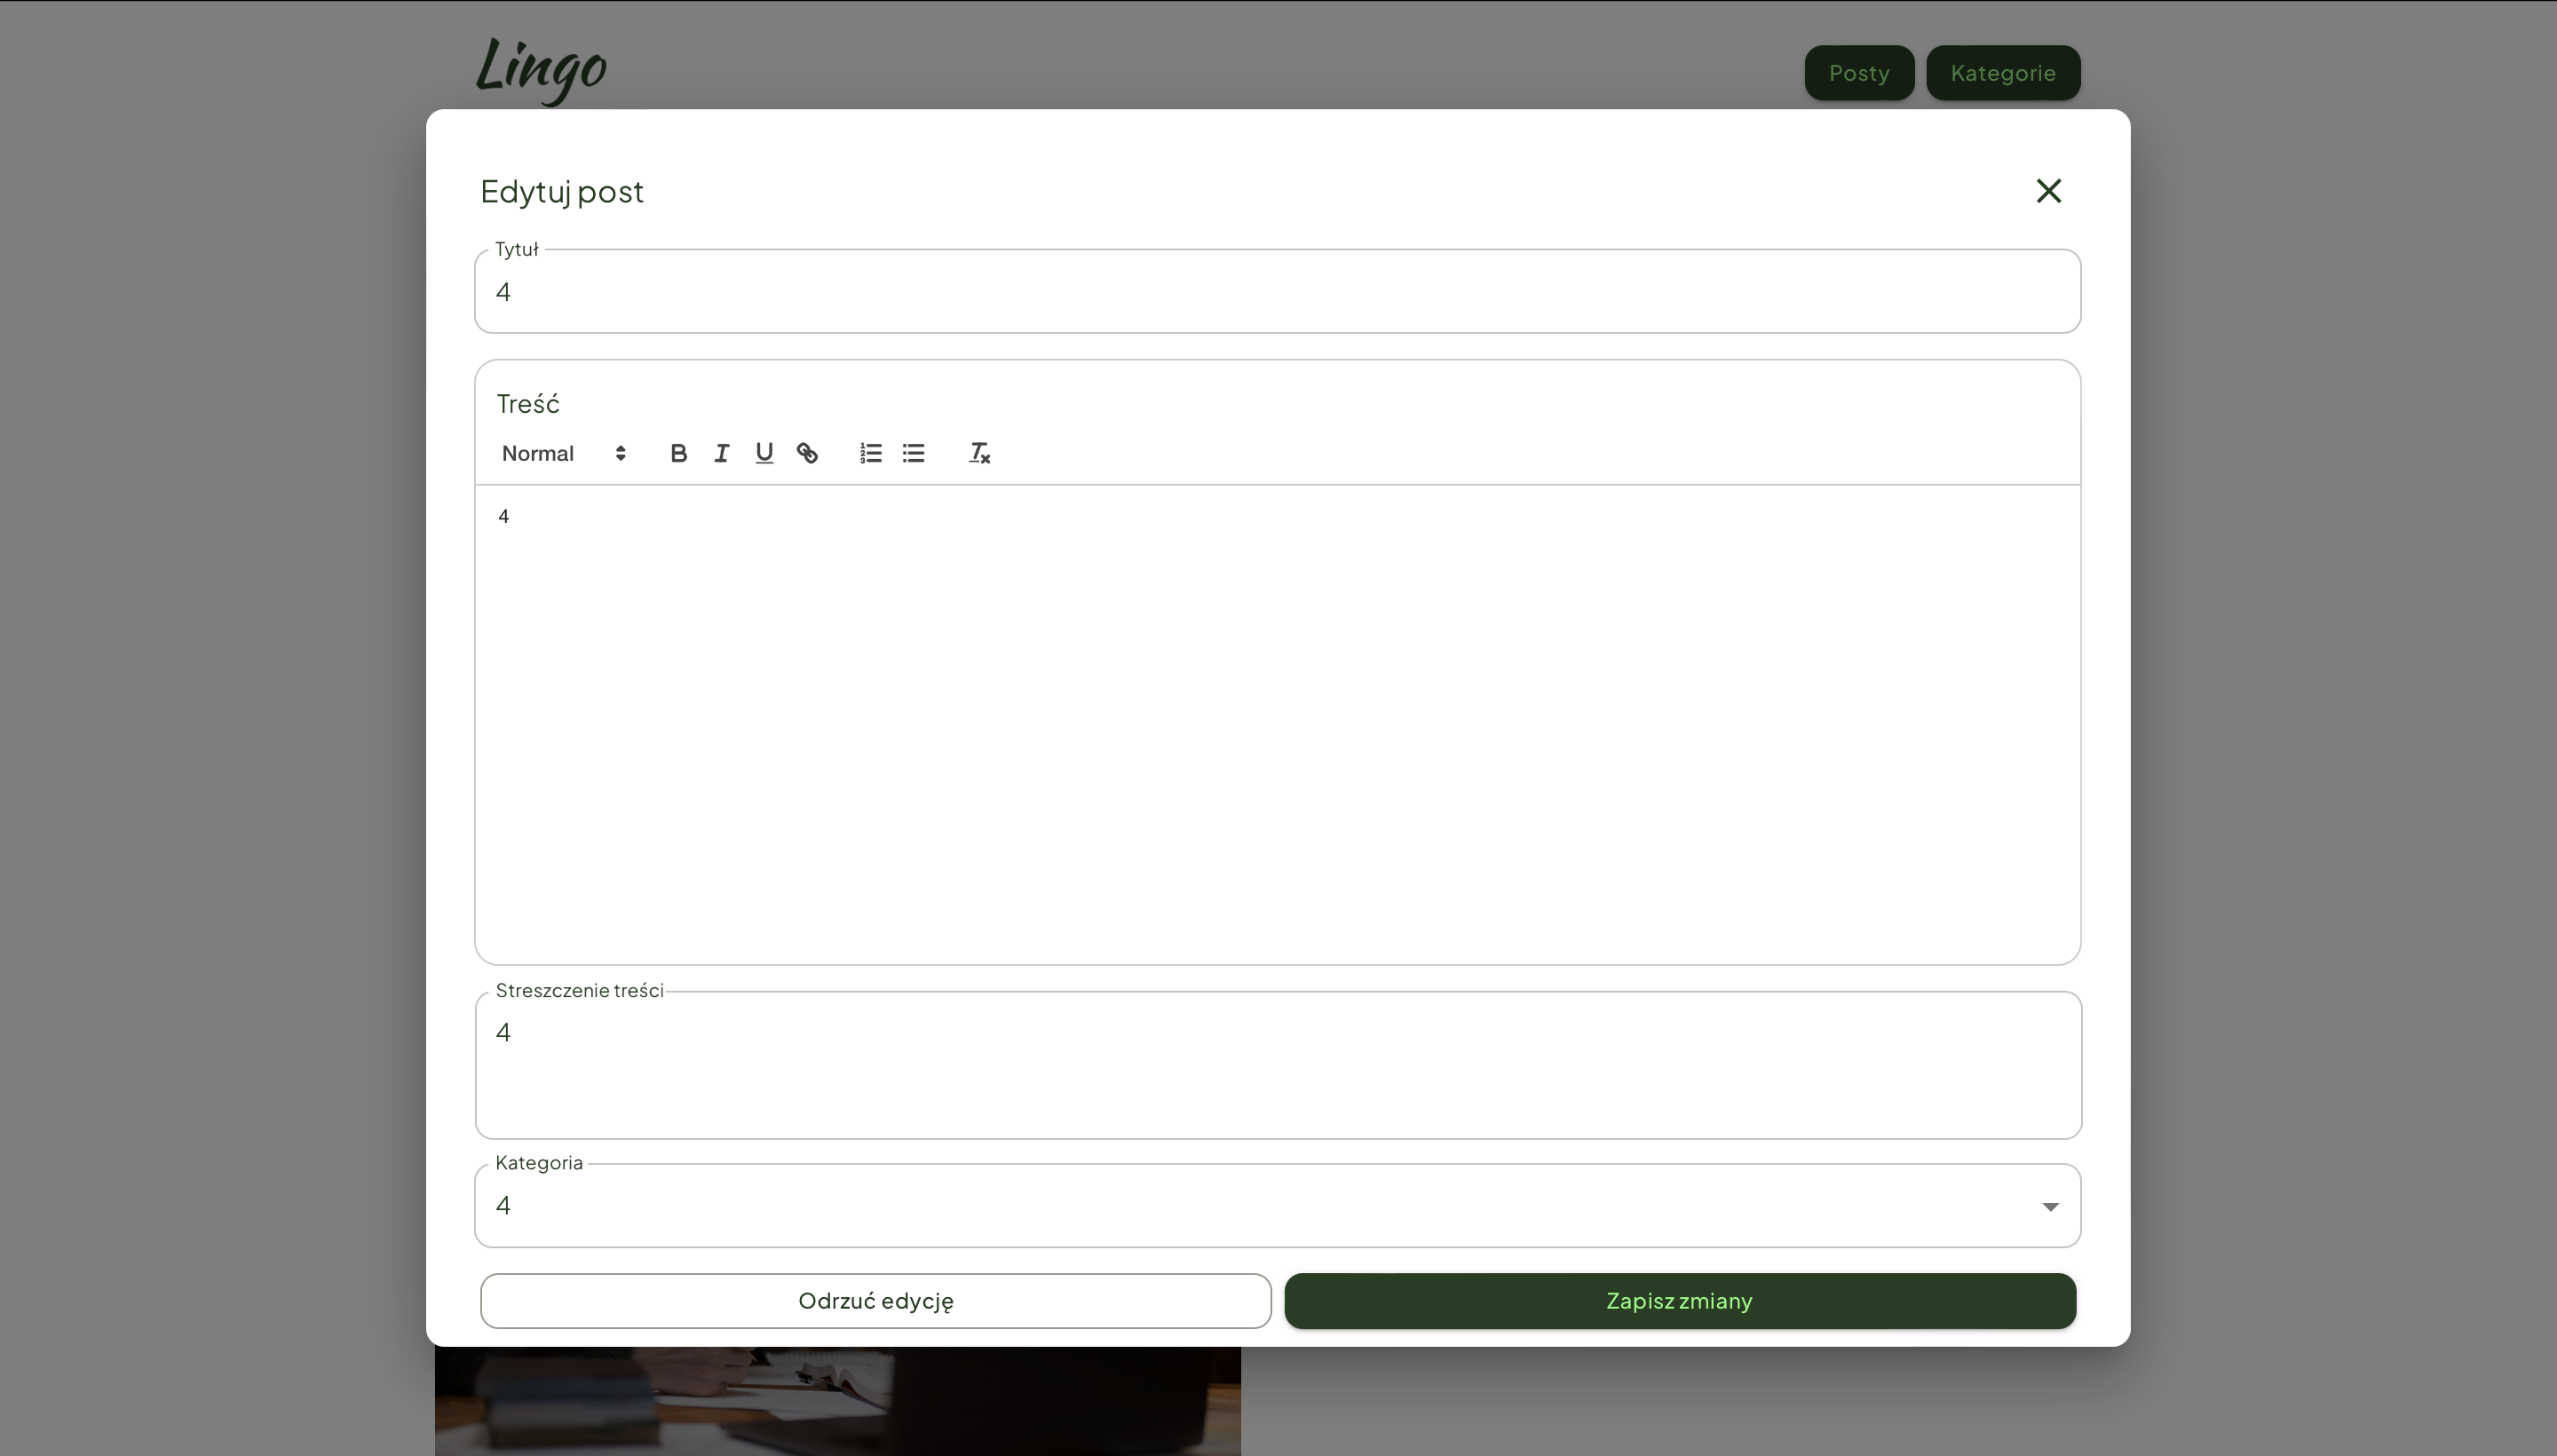 Lingo
Posty Kategorie
Edytuj post
Tytuł
4
Treść
Normal
4
Streszczenie treści
4
Kategoria
4
Odrzuć edycję Zapisz zmiany